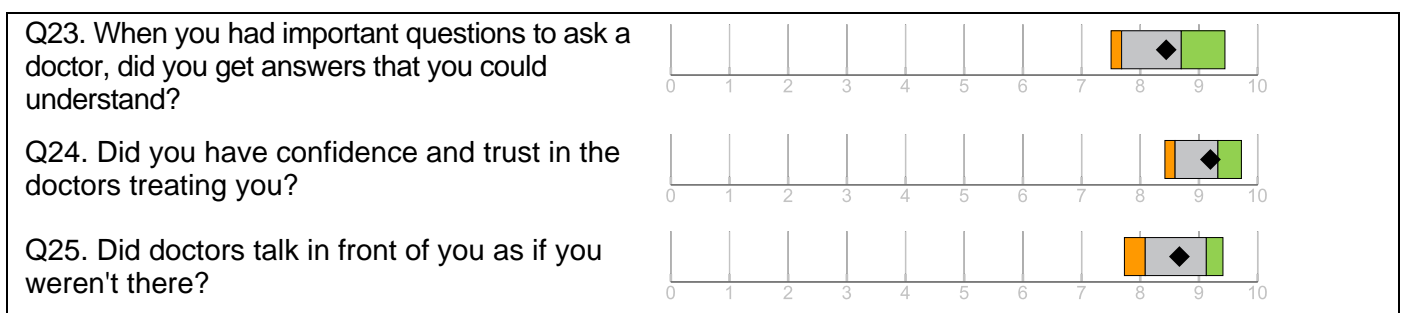 Q23. When you had important questions to ask a
doctor, did you get answers that you could
understand?
0 1 2 3 4 5 6 7 8 9 10
Q24. Did you have confidence and trust in the
doctors treating you?
0 1 2 3 4 5 6 7 8 9 10
Q25. Did doctors talk in front of you as if you
weren't there?
0 1 2 3 4 5 6 7 8 9 10